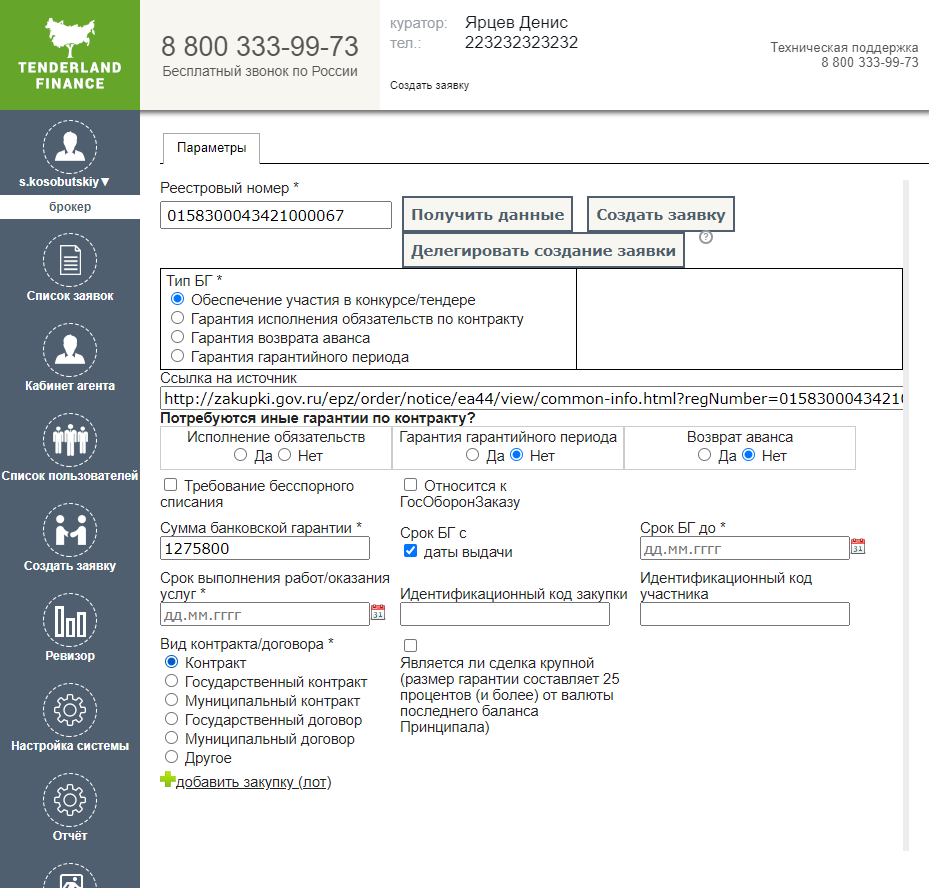 TENDERLAND
FINANCE
8 800 333-99-73
Бесплатный звонок по России
куратор: Ярцев Денис
тел.: 223232323232
Создать заявку
Техническая поддержка
8 800 333-99-73
s.kosobutskiy▼
брокер
Список заявок
Кабинет агента
Список пользователей
Создать заявку
Ревизор
Настройка системы
Отчёт
Параметры
Реестровый номер *
0158300043421000067
Получить данные
Создать заявку
Делегировать создание заявки
?
Тип БГ *
Обеспечение участия в конкурсе/тендере
Гарантия исполнения обязательств по контракту
Гарантия возврата аванса
Гарантия гарантийного периода
Ссылка на источник
http://zakupki.gov.ru/epz/order/notice/ea44/view/common-info.html?regNumber=01583000434210
Потребуются иные гарантии по контракту?
Исполнение обязательств
Да Нет
Гарантия гарантийного периода
Да Нет
Возврат аванса
Да Нет
Требование бесспорного
списания
Относится к
ГосОборонЗаказу
Сумма банковской гарантии *
1275800
Срок БГ с
даты выдачи
Срок БГ до *
дд.мм.гггг
31
Срок выполнения работ/оказания
услуг *
дд.мм.гггг
31
Идентификационный код закупки
Идентификационный код
участника
Вид контракта/договора *
Контракт
Государственный контракт
Муниципальный контракт
Государственный договор
Муниципальный договор
Другое
Является ли сделка крупной
(размер гарантии составляет 25
процентов (и более) от валюты
последнего баланса
Принципала)
добавить закупку (лот)